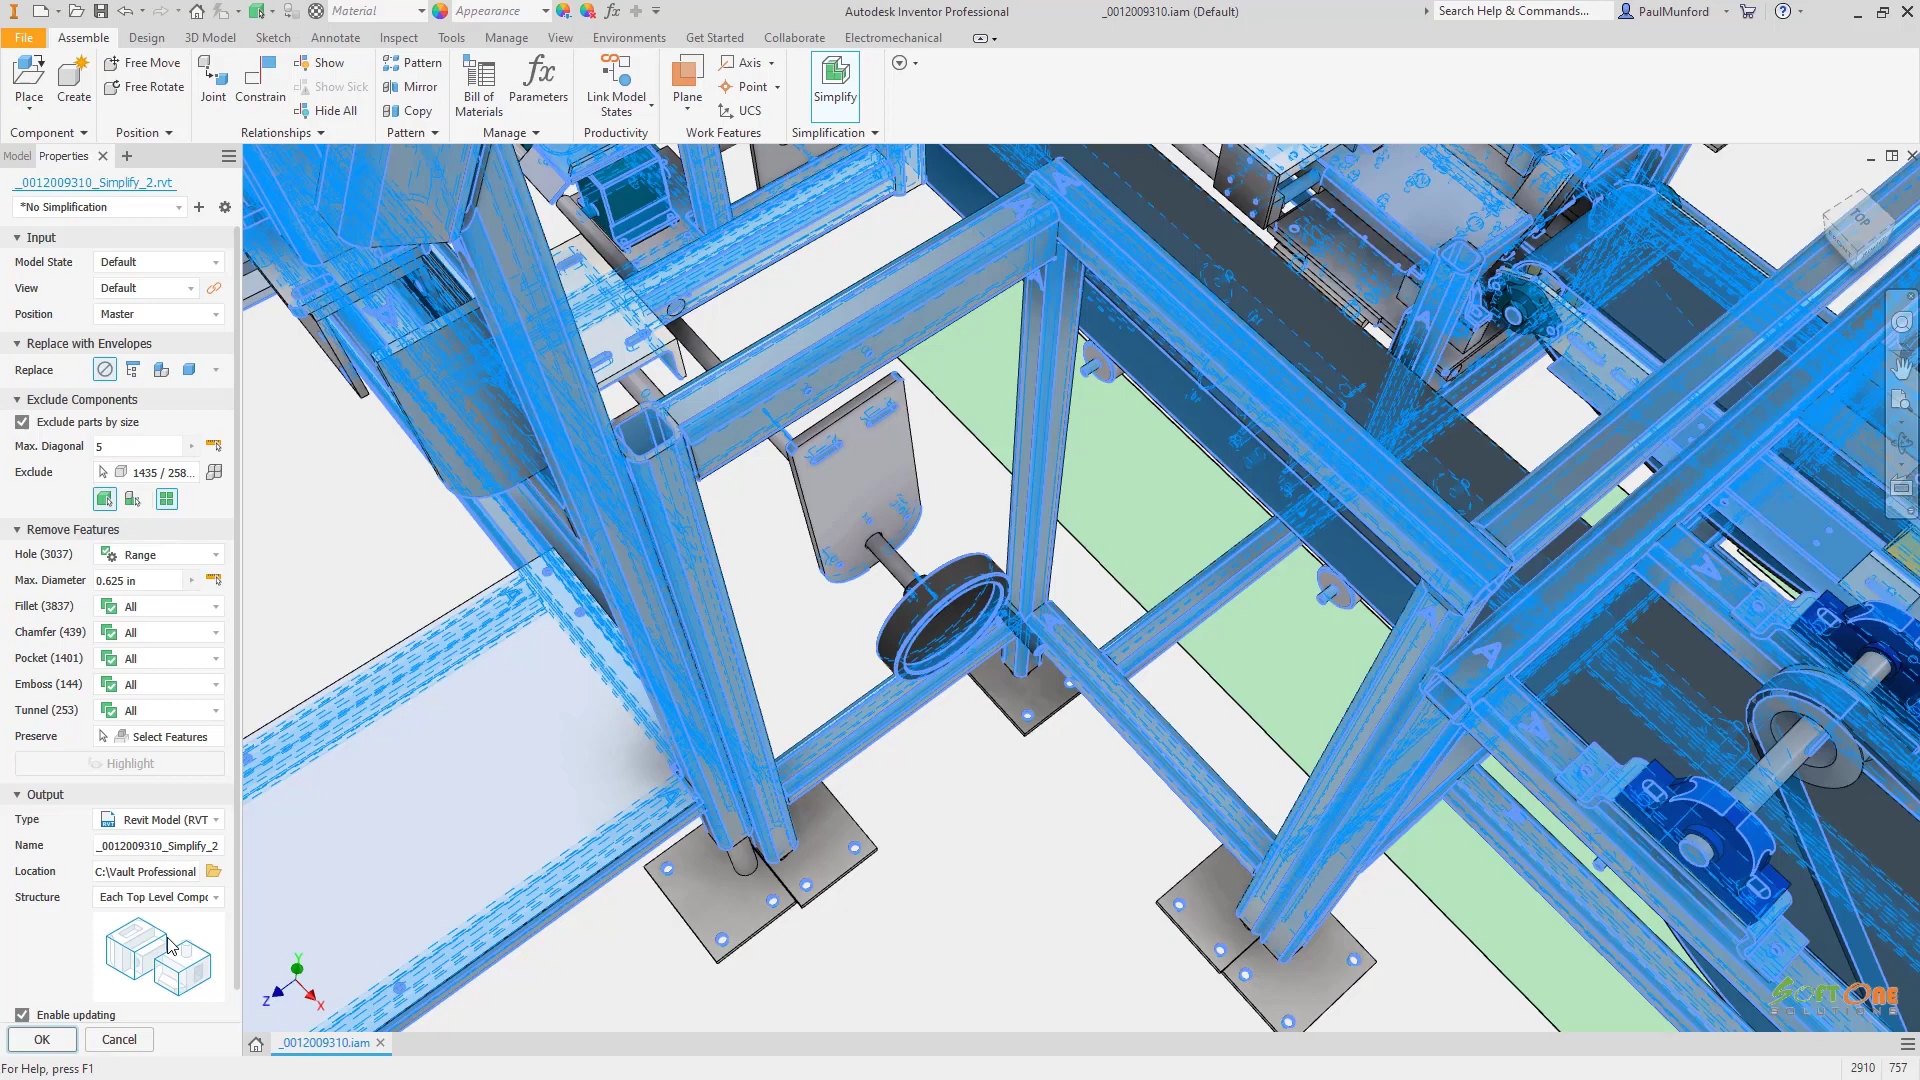 Material
Appearance
Autodesk Inventor Professional
_0012009310.iam (Default)
Search Help & Commands...
PaulMunford
File
Assemble
Design
3D Model
Sketch
Annotate
Inspect
Tools
Manage
View
Environments
Get Started
Collaborate
Electromechanical
Place
Create
Free Move
Free Rotate
Joint
Constrain
Show
Show Sick
Hide All
Pattern
Mirror
Copy
Bill of
Materials
Parameters
Link Model
States
Plane
Axis
Point
UCS
Simplify
Component
Position
Relationships
Pattern
Manage
Productivity
Work Features
Simplification
Model
Properties
_0012009310_Simplify_2.rvt
*No Simplification
Input
Model State
Default
View
Default
Position
Master
Replace with Envelopes
Replace
Exclude Components
Exclude parts by size
Max. Diagonal
5
Exclude
1435 / 258...
Remove Features
Hole (3037)
Range
Max. Diameter
0.625 in
Fillet (3837)
All
Chamfer (439)
All
Pocket (1401)
All
Emboss (144)
All
Tunnel (253)
All
Preserve
Select Features
Highlight
Output
Type
Revit Model (RVT
Name
_0012009310_Simplify_2
Location
C:\Vault Professional
Structure
Each Top Level Compo
Enable updating
OK
Cancel
TOP
Y
Z
X
SoftOne
SOLUTIONS
_0012009310.iam
For Help, press F1
2910
757